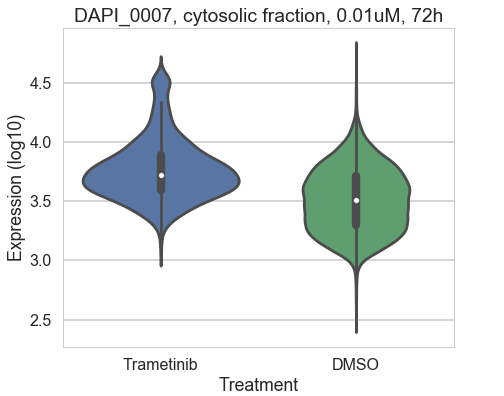 DAPI_0007, cytosolic fraction, 0.01uM, 72h
Expression (log10)
4.5
4.0
3.5
3.0
2.5
Trametinib DMSO
Treatment